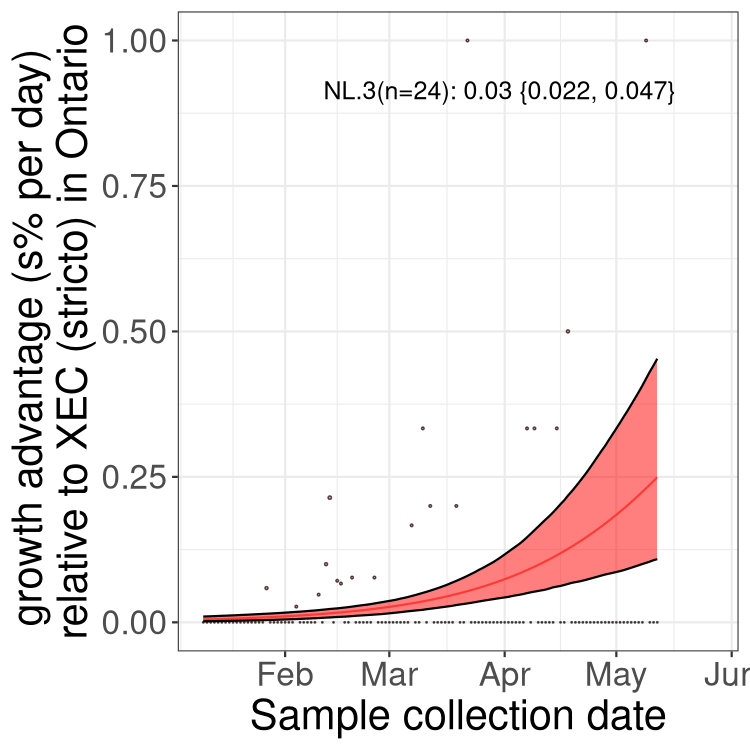 growth advantage (s% per day)
relative to XEC (stricto) in Ontario
1.00
0.75
0.50
0.25
0.00
NL.3(n=24): 0.03 {0.022, 0.047}
Feb Mar Apr May Jun
Sample collection date